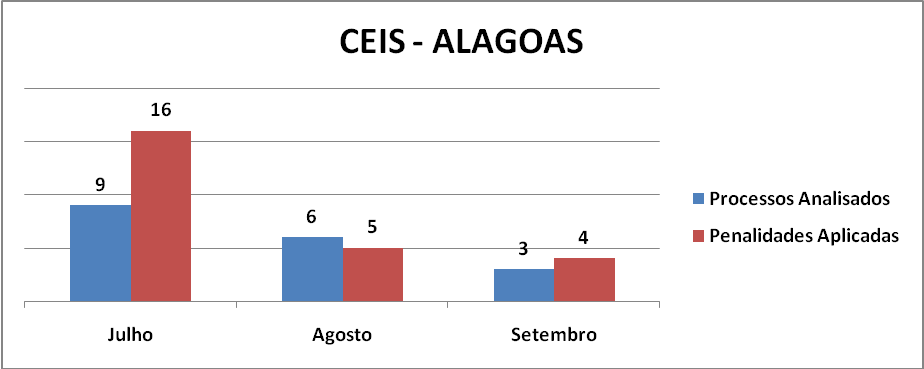 CEIS - ALAGOAS
16
9
6
5
3
4
Processos Analisados
Penalidades Aplicadas
Julho
Agosto
Setembro